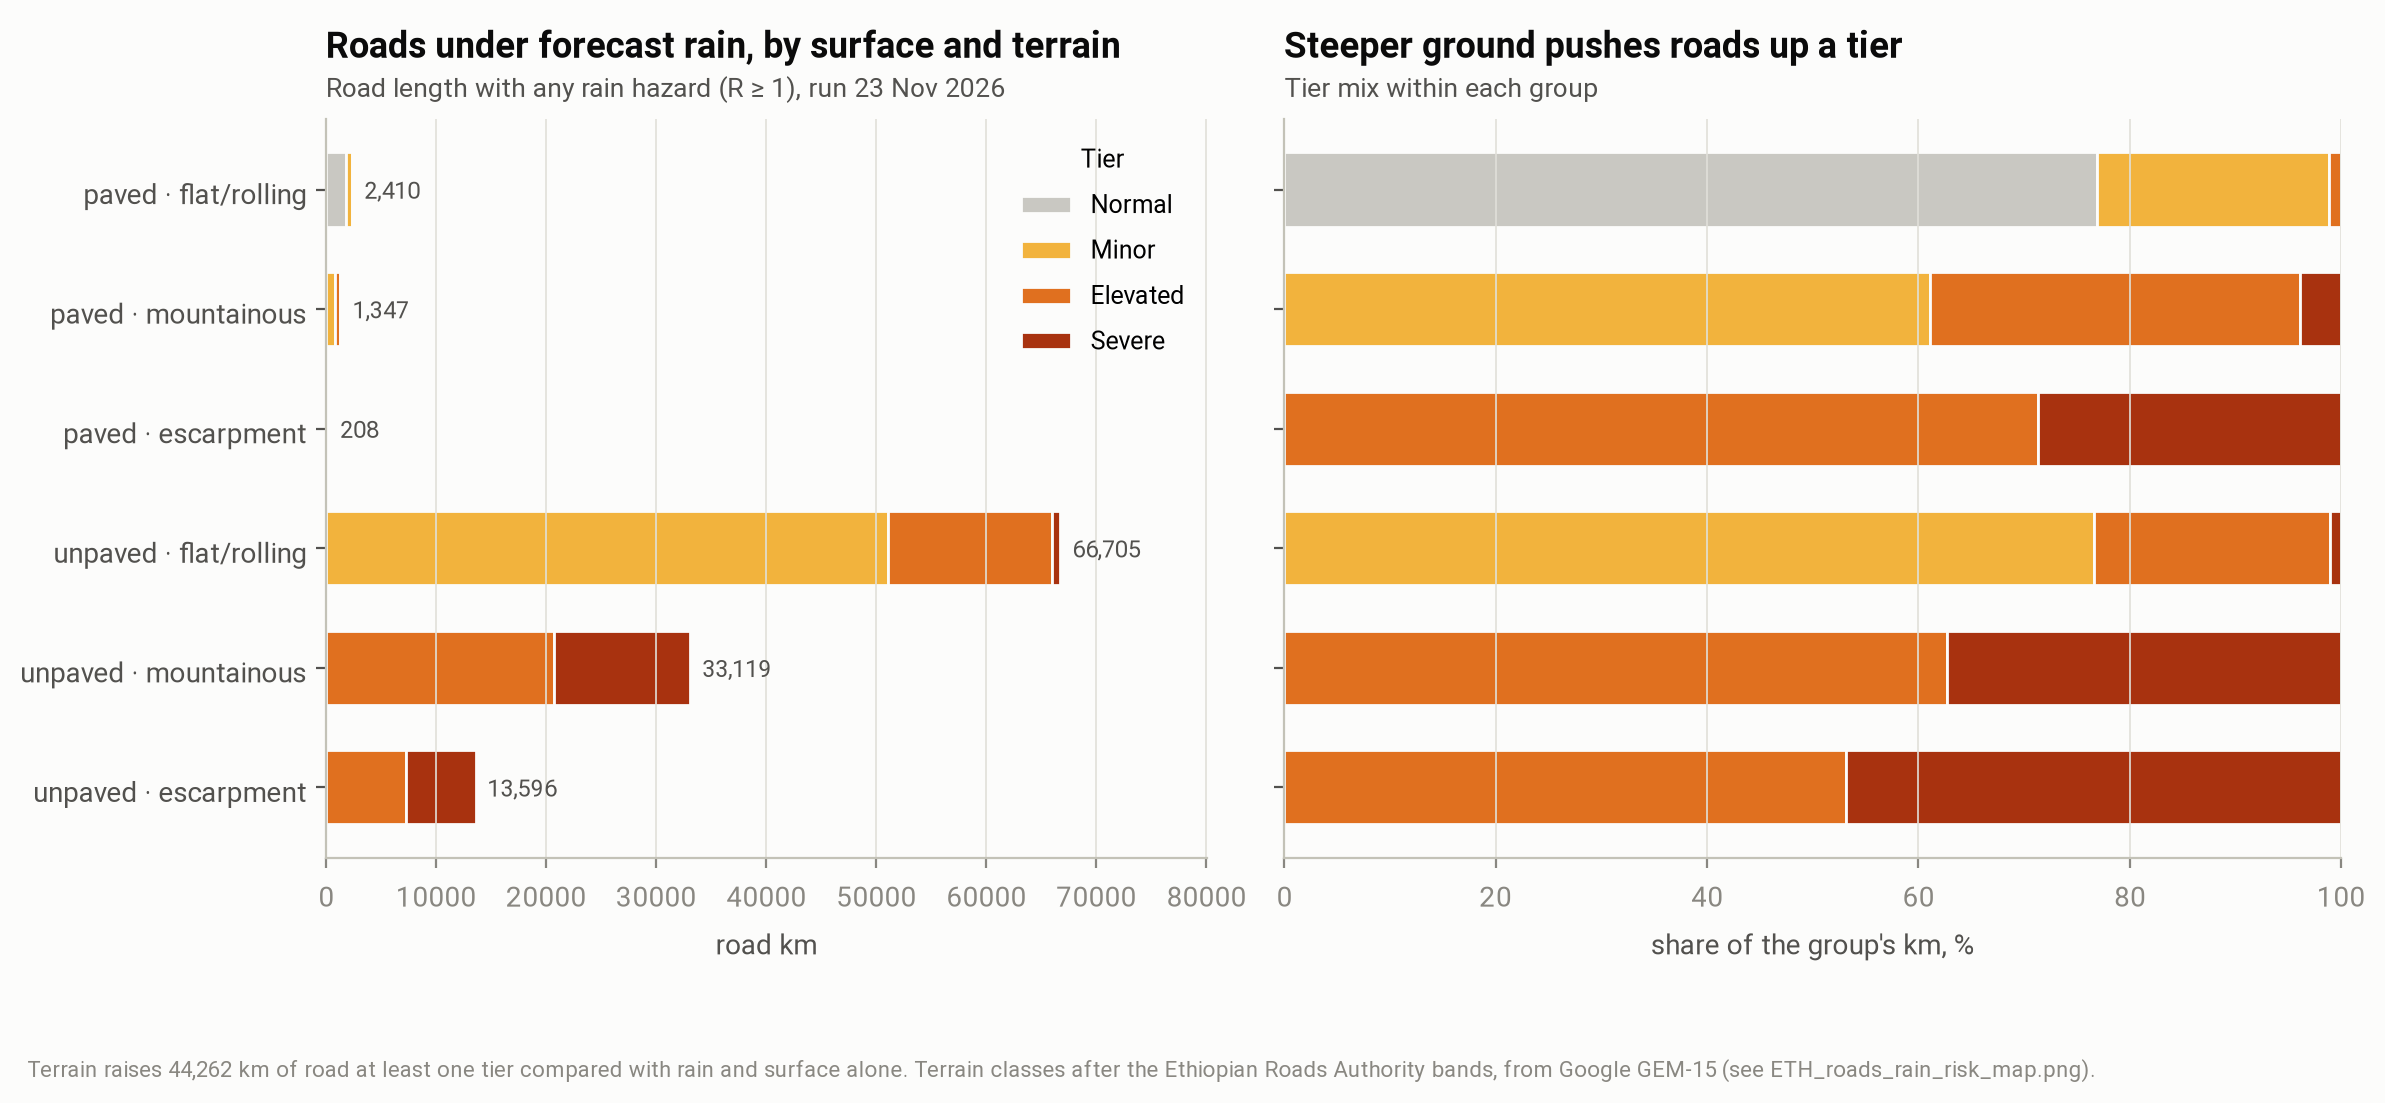 Roads under forecast rain, by surface and terrain
Road length with any rain hazard (R ≥ 1), run 23 Nov 2026
Tier
Normal
Minor
Elevated
Severe
paved · flat/rolling
2,410
paved · mountainous
1,347
paved · escarpment
208
unpaved · flat/rolling
66,705
unpaved · mountainous
33,119
unpaved · escarpment
13,596
0 10000 20000 30000 40000 50000 60000 70000 80000
road km
Steeper ground pushes roads up a tier
Tier mix within each group
0 20 40 60 80 100
share of the group's km, %
Terrain raises 44,262 km of road at least one tier compared with rain and surface alone. Terrain classes after the Ethiopian Roads Authority bands, from Google GEM-15 (see ETH_roads_rain_risk_map.png).